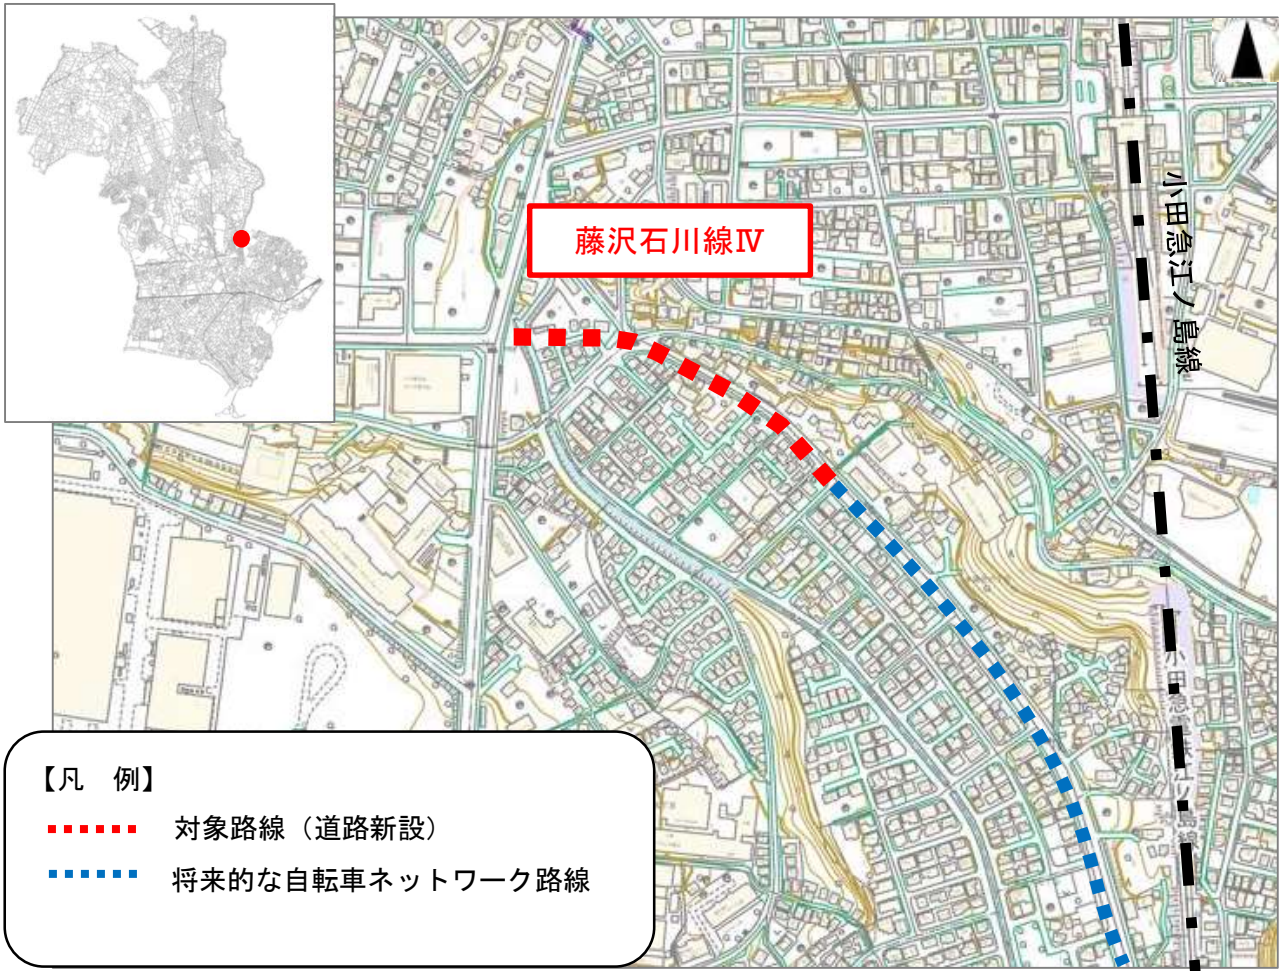 藤沢石川線Ⅳ
小田急江ノ島線
【凡　例】
対象路線（道路新設）
将来的な自転車ネットワーク路線